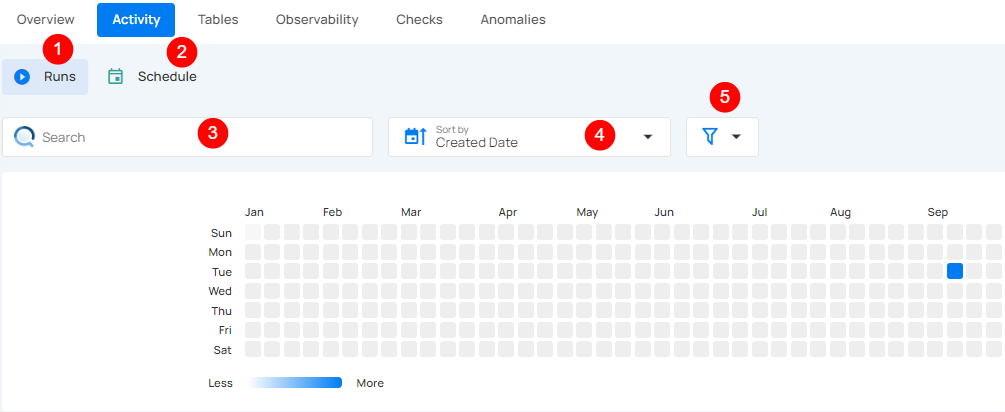 Overview Activity Tables Observability Checks Anomalies
1 2
Runs Schedule
5
Search 3 Sort by 4
Created Date
Jan Feb Mar Apr May Jun Jul Aug Sep
Sun
Mon
Tue
Wed
Thu
Fri
Sat
Less More